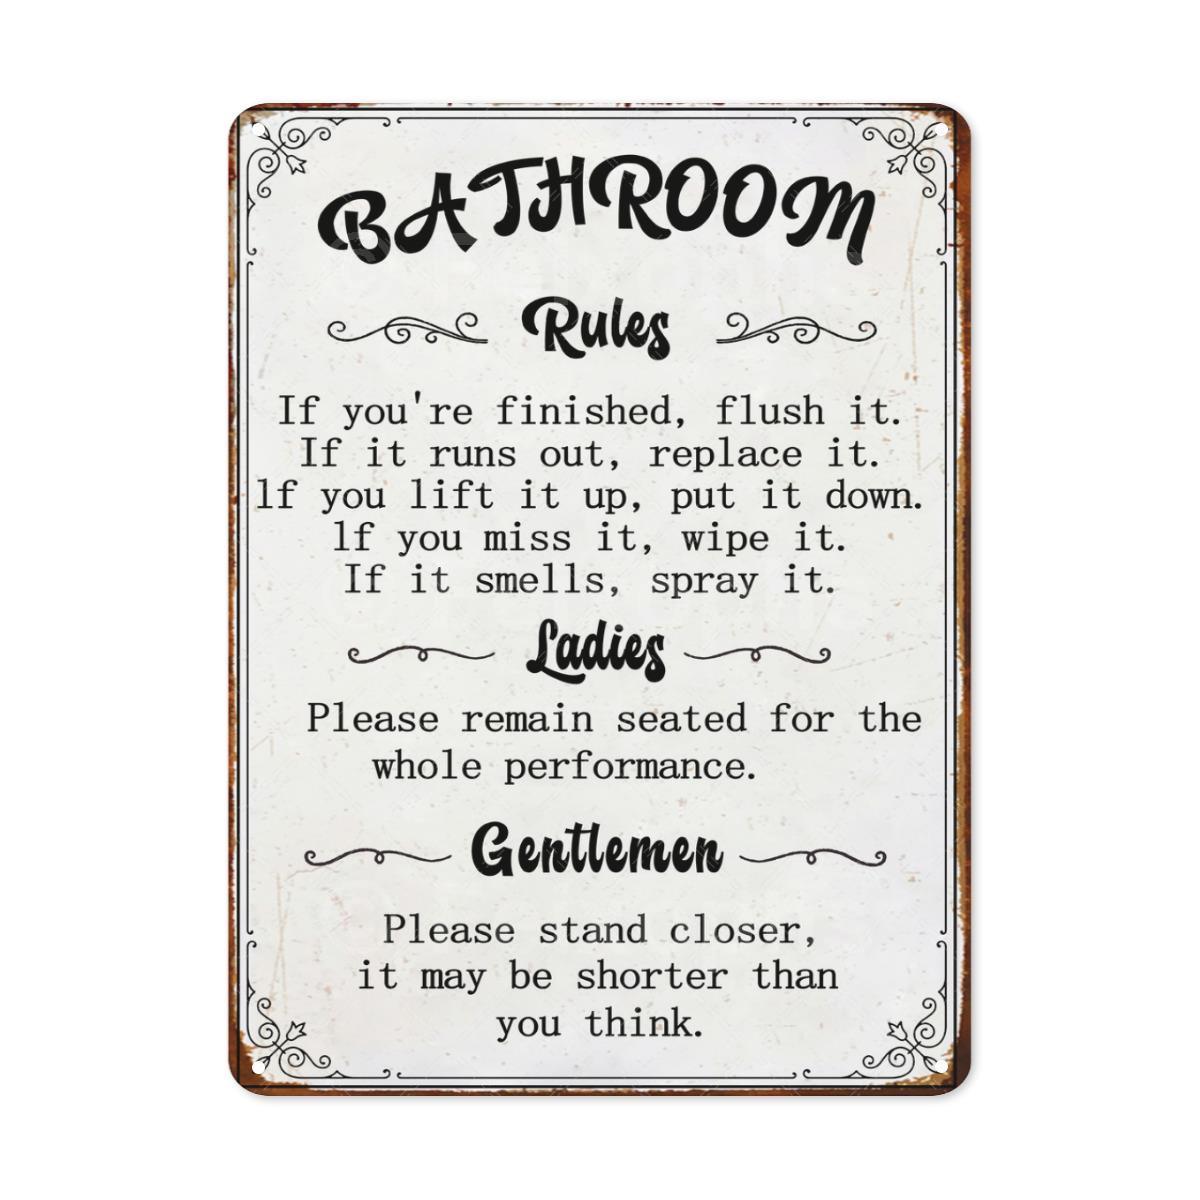 BATHROOM
Rules
If you're finished, flush it.
If it runs out, replace it.
lf you lift it up, put it down.
lf you miss it, wipe it.
If it smells, spray it.
Ladies
Please remain seated for the
whole performance.
Gentlemen
Please stand closer,
it may be shorter than
you think.